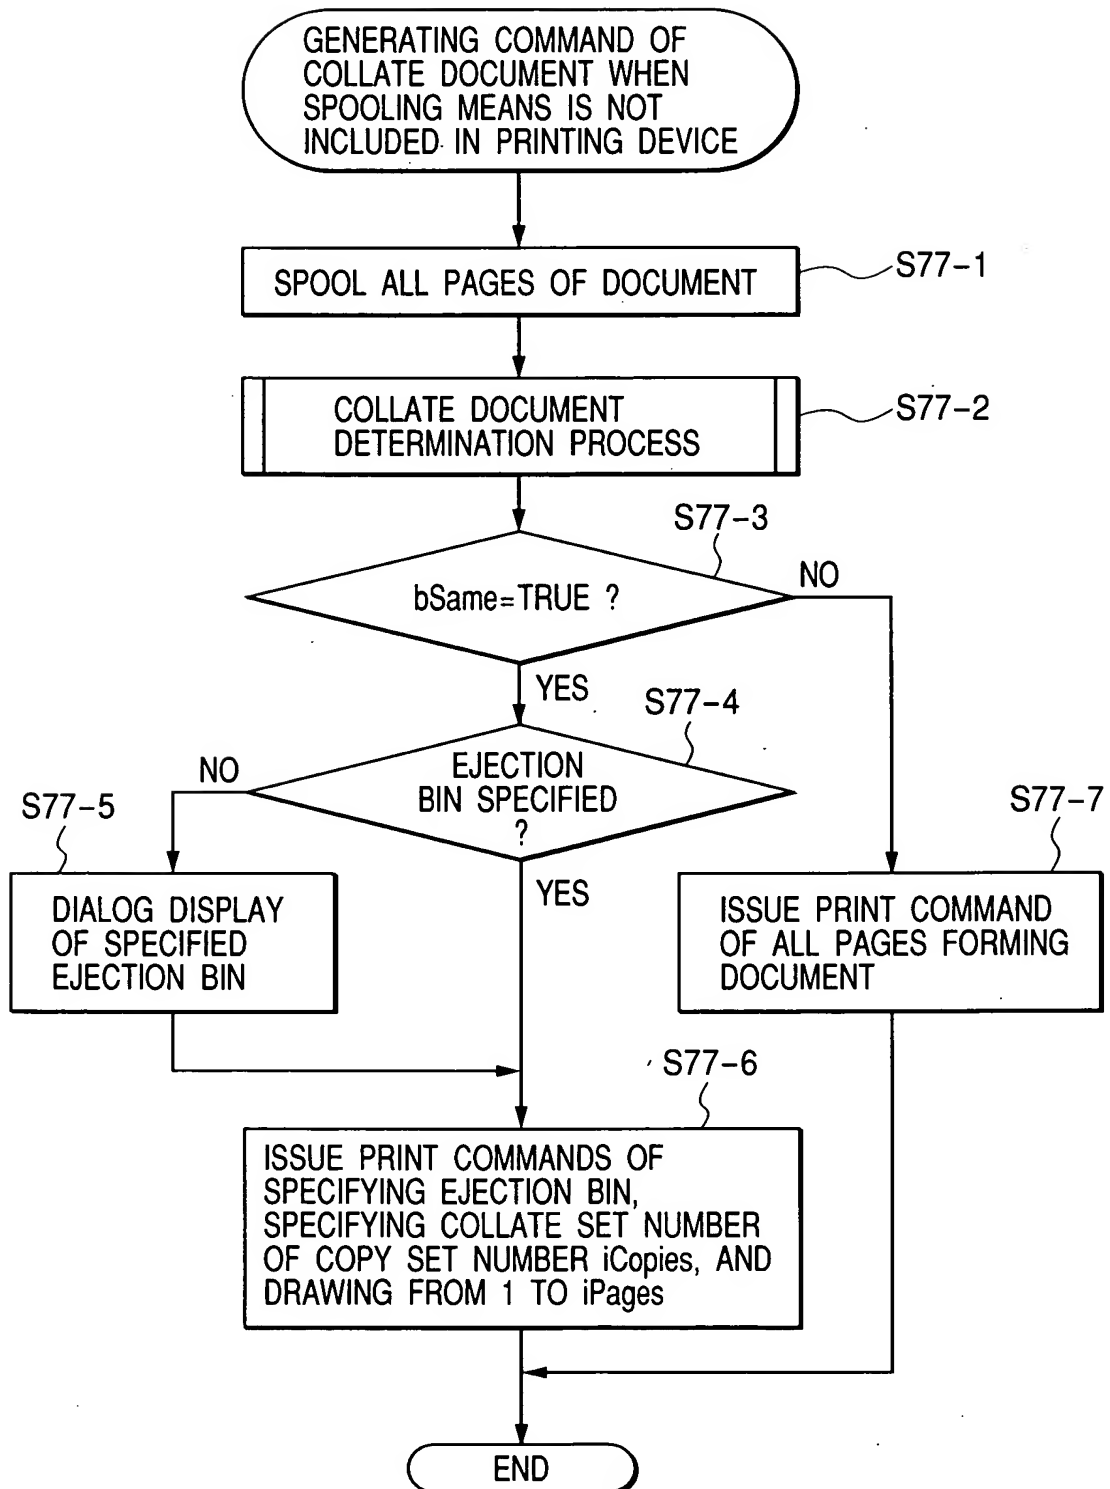 GENERATING COMMAND OF
COLLATE DOCUMENT WHEN
SPOOLING MEANS IS NOT
INCLUDED IN PRINTING DEVICE
SPOOL ALL PAGES OF DOCUMENT
S77-1
COLLATE DOCUMENT
DETERMINATION PROCESS
S77-2
S77-3
bSame=TRUE ?
NO
YES
S77-4
EJECTION
BIN SPECIFIED
?
NO
YES
S77-5
DIALOG DISPLAY
OF SPECIFIED
EJECTION BIN
S77-7
ISSUE PRINT COMMAND
OF ALL PAGES FORMING
DOCUMENT
S77-6
ISSUE PRINT COMMANDS OF
SPECIFYING EJECTION BIN,
SPECIFYING COLLATE SET NUMBER
OF COPY SET NUMBER iCopies, AND
DRAWING FROM 1 TO iPages
END